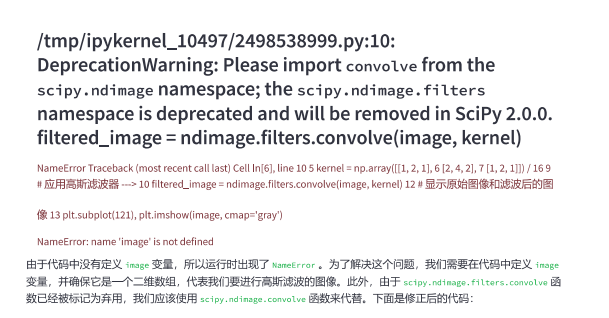 /tmp/ipykernel_10497/2498538999.py:10:
DeprecationWarning: Please import convolve from the
scipy.ndimage namespace; the scipy.ndimage.filters
namespace is deprecated and will be removed in SciPy 2.0.0.
filtered_image = ndimage.filters.convolve(image, kernel)
NameError Traceback (most recent call last) Cell In[6], line 10 5 kernel = np.array([[1, 2, 1], 6 [2, 4, 2], 7 [1, 2, 1]]) / 16 9
# 应用高斯滤波器 ---> 10 filtered_image = ndimage.filters.convolve(image, kernel) 12 # 显示原始图像和滤波后的图
像 13 plt.subplot(121), plt.imshow(image, cmap='gray')
NameError: name 'image' is not defined
由于代码中没有定义 image 变量，所以运行时出现了 NameError 。为了解决这个问题，我们需要在代码中定义 image
变量，并确保它是一个二维数组，代表我们要进行高斯滤波的图像。此外，由于 scipy.ndimage.filters 函
数已经被标记为弃用，我们应该使用 scipy.ndimage.convolve 函数来代替。下面是修正后的代码：